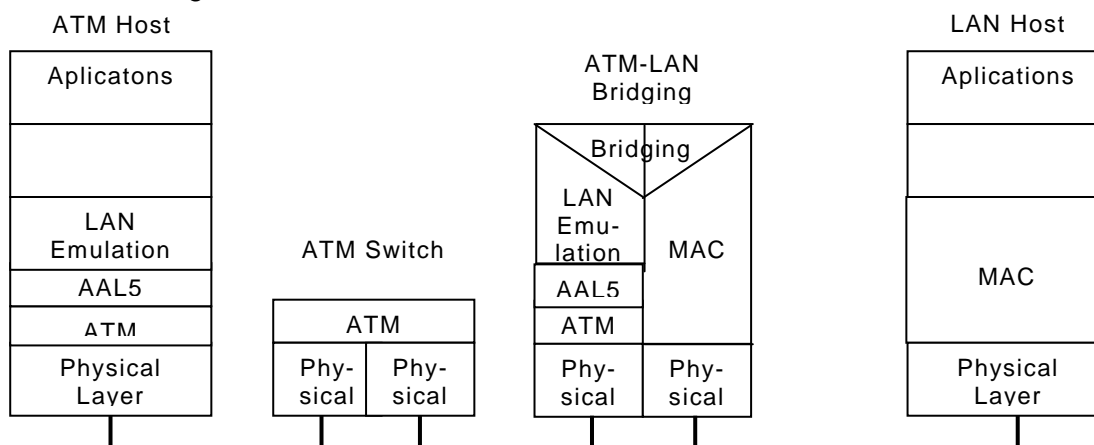 ATM Host
Aplicatons
LAN
Emulation
AAL5
ATM
Physical
Layer
ATM Switch
ATM
Phy-
sical
Phy-
sical
ATM-LAN
Bridging
Bridging
LAN
Emu-
lation
MAC
AAL5
ATM
Phy-
sical
Phy-
sical
LAN Host
Aplications
MAC
Physical
Layer